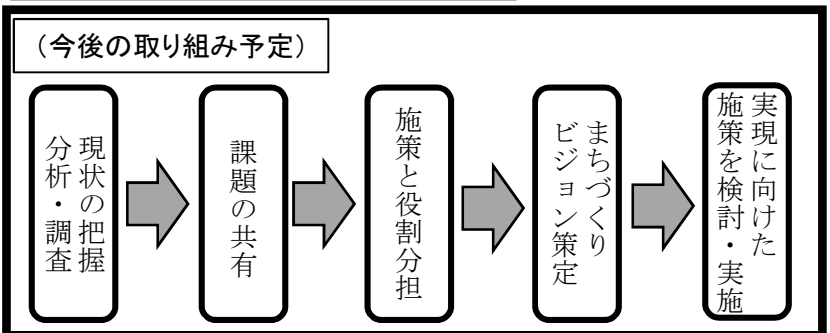 （今後の取り組み予定）
現状の把握
分析・調査
課題の共有
施策と役割分担
まちづくり
ビジョン策定
実現に向けた
施策を検討・実施